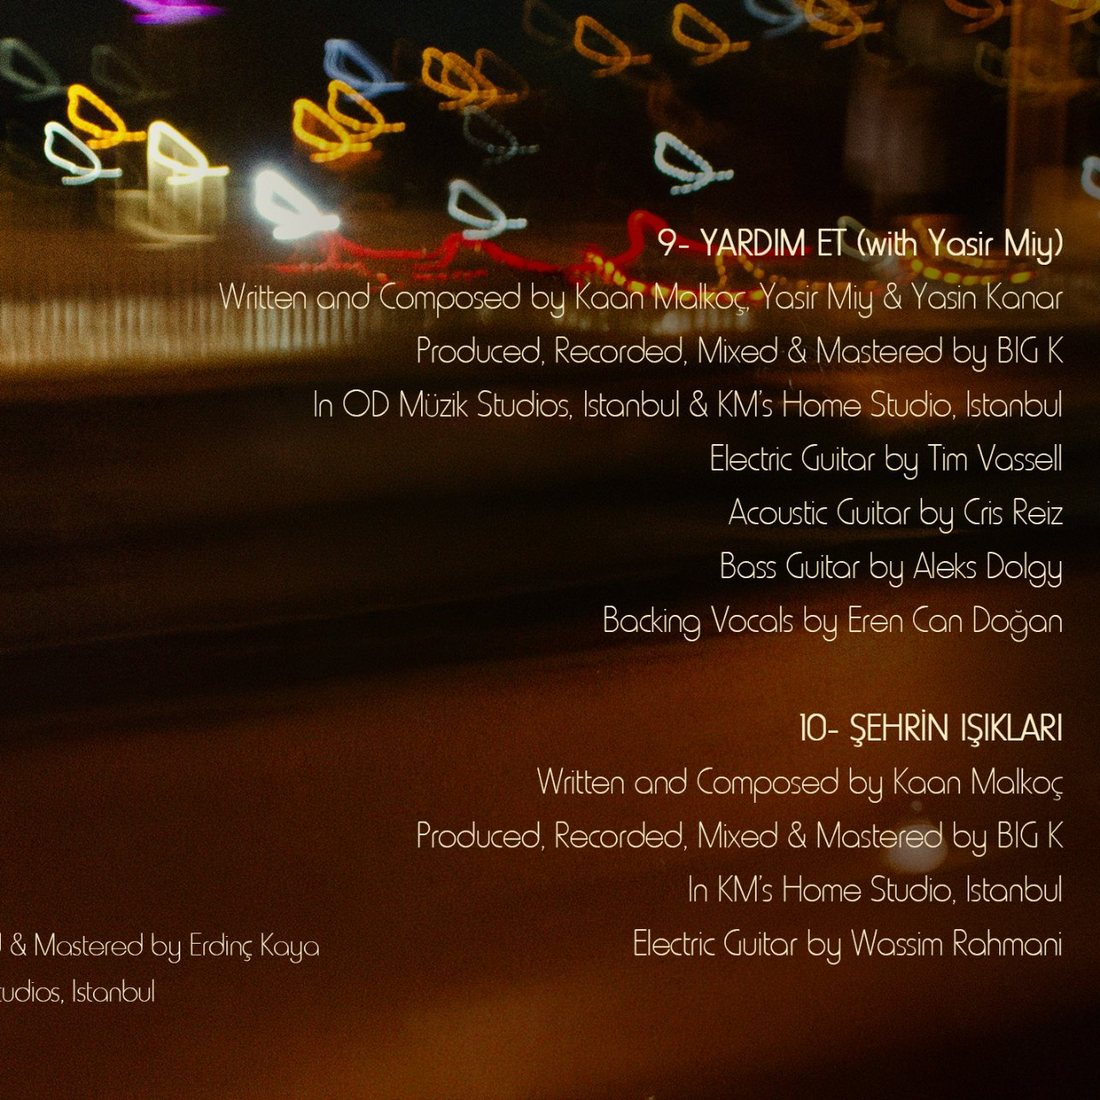 9- YARDIM ET (with Yasir Miy)
Written and Composed by Kaan Malkoç, Yasir Miy & Yasin Kanar
Produced, Recorded, Mixed & Mastered by BIG K
In OD Müzik Studios, Istanbul & KM's Home Studio, Istanbul
Electric Guitar by Tim Vassell
Acoustic Guitar by Cris Reiz
Bass Guitar by Aleks Dolgy
Backing Vocals by Eren Can Doğan
10- ŞEHRİN IŞIKLARI
Written and Composed by Kaan Malkoç
Produced, Recorded, Mixed & Mastered by BIG K
In KM's Home Studio, Istanbul
Electric Guitar by Wassim Rahmani
& Mastered by Erdinç Kaya
Istanbul